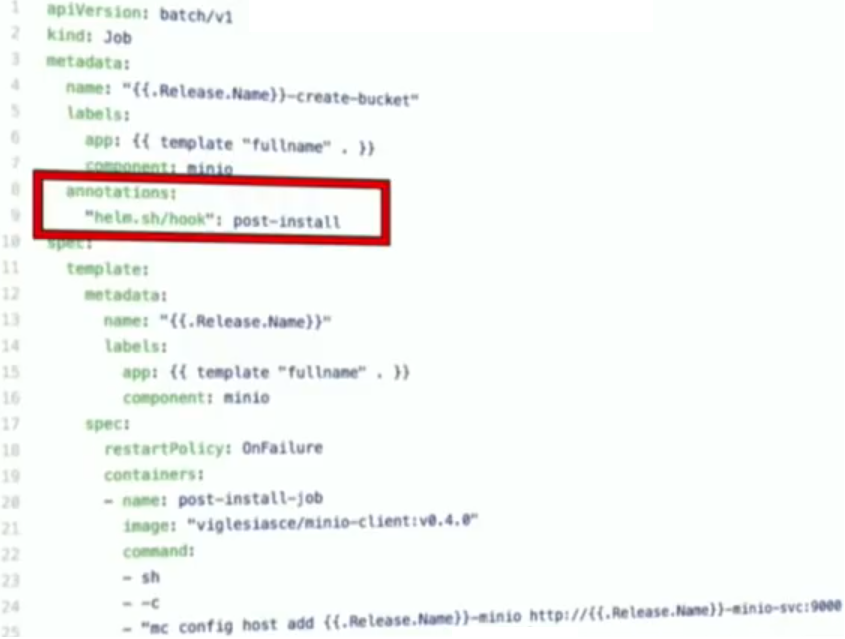 1 apiVersion: batch/v1
2 kind: Job
3 metadata:
4   name: "{{.Release.Name}}-create-bucket"
5   labels:
6     app: {{ template "fullname" . }}
7     component: minio
8   annotations:
9     "helm.sh/hook": post-install
10 spec:
11   template:
12     metadata:
13       name: "{{.Release.Name}}"
14       labels:
15         app: {{ template "fullname" . }}
16         component: minio
17     spec:
18       restartPolicy: OnFailure
19       containers:
20       - name: post-install-job
21         image: "viglesiasce/minio-client:v0.4.0"
22         command:
23         - sh
24         - -c
25         - "mc config host add {{.Release.Name}}-minio http://{{.Release.Name}}-minio-svc:9000